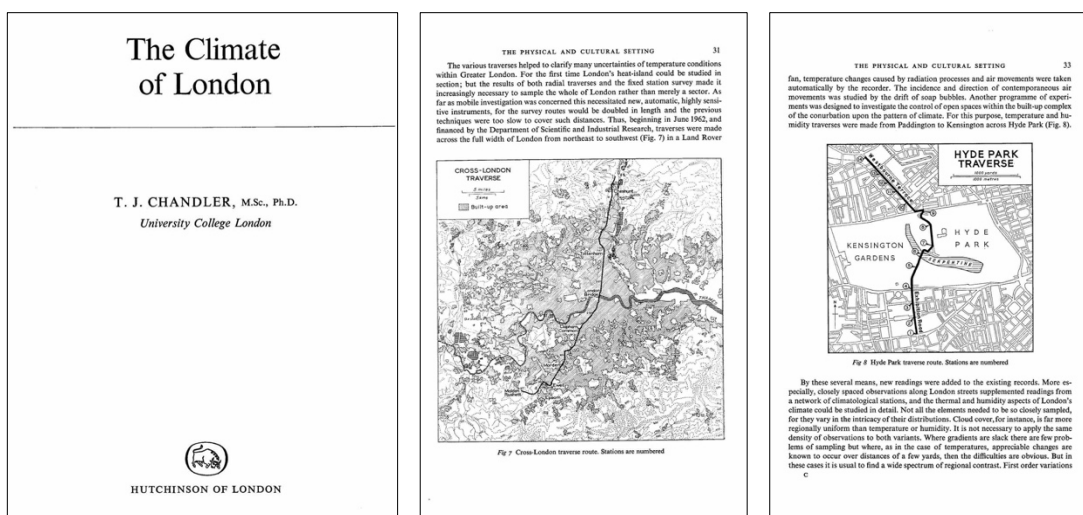 The Climate
of London
T. J. CHANDLER, M.Sc., Ph.D.
University College London
HUTCHINSON OF LONDON
THE PHYSICAL AND CULTURAL SETTING 31
The various traverses helped to clarify many uncertainties of temperature conditions
within Greater London. For the first time London's heat-island could be studied in
section; but the results of both radial traverses and the fixed station survey made it
increasingly necessary to sample the whole of London rather than merely a sector. As
far as mobile investigation was concerned this necessitated new, automatic, highly sensi-
tive instruments, for the survey routes would be doubled in length and the previous
techniques were too slow to cover such distances. Thus, beginning in June 1962, and
financed by the Department of Scientific and Industrial Research, traverses were made
across the full width of London from northeast to southwest (Fig. 7) in a Land Rover
CROSS-LONDON
TRAVERSE
Built-up area
Fig 7 Cross-London traverse route. Stations are numbered
THE PHYSICAL AND CULTURAL SETTING 33
fan, temperature changes caused by radiation processes and air movements were taken
automatically by the recorder. The incidence and direction of contemporaneous air
movements was studied by the drift of soap bubbles. Another programme of experi-
ments was designed to investigate the control of open spaces within the built-up complex
of the conurbation upon the pattern of climate. For this purpose, temperature and hu-
midity traverses were made from Paddington to Kensington across Hyde Park (Fig. 8).
HYDE PARK
TRAVERSE
1000 yards
1000 metres
HYDE
PARK
KENSINGTON
GARDENS
SERPENTINE
Exhibition Road
Fig 8 Hyde Park traverse route. Stations are numbered
By these several means, new readings were added to the existing records. More es-
pecially, closely spaced observations along London streets supplemented readings from
a network of climatological stations, and the thermal and humidity aspects of London's
climate could be studied in detail. Not all the elements needed to be so closely sampled,
for they vary in the intricacy of their distributions. Cloud cover, for instance, is far more
regionally uniform than temperature or humidity. It is not necessary to apply the same
density of observations to both variants. Where gradients are slack there are few prob-
lems of sampling but where, as in the case of temperatures, appreciable changes are
known to occur over distances of a few yards, then the difficulties are obvious. But in
these cases it is usual to find a wide spectrum of regional contrast. First order variations
C